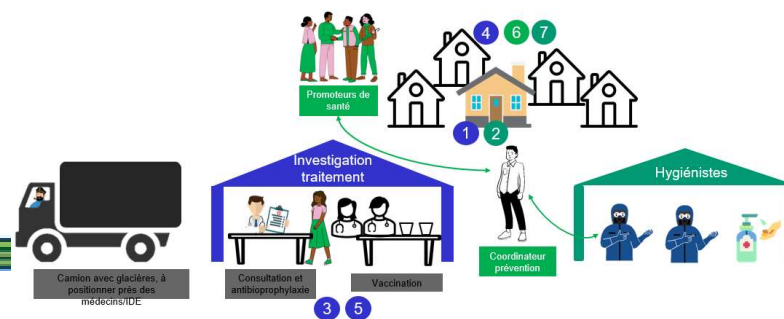 4 6 7
Promoteurs de
santé
1 2
Investigation
traitement
Hygiénistes
Coordinateur
prévention
Camion avec glacières, à
positionner près des
médecins/IDE
Consultation et
antibioprophylaxie
Vaccination
3 5